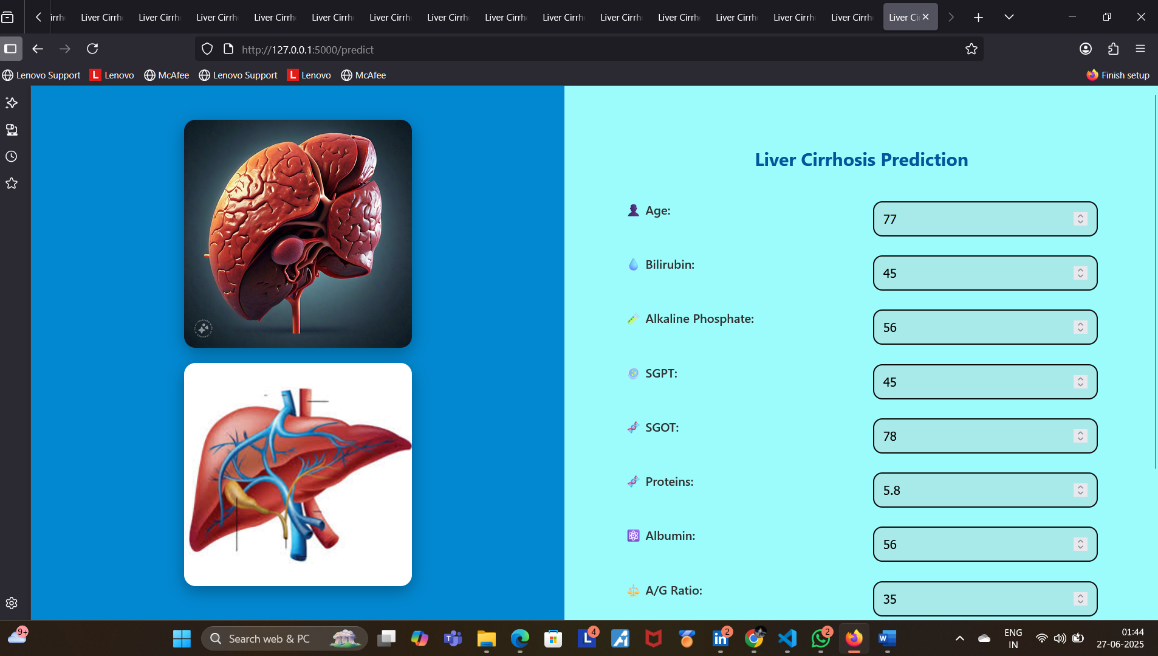 Liver Cirrh Liver Cirrh Liver Cirrh Liver Cirrh Liver Cirrh Liver Cirrh Liver Cirrh Liver Cirrh Liver Cirrh Liver Cirrh Liver Cirrh Liver Cirrh Liver Cirrh Liver Cirrh Liver Ci
http://127.0.0.1:5000/predict
Lenovo Support L Lenovo McAfee Lenovo Support L Lenovo McAfee Finish setup
Liver Cirrhosis Prediction
Age: 77
Bilirubin: 45
Alkaline Phosphate: 56
SGPT: 45
SGOT: 78
Proteins: 5.8
Albumin: 56
A/G Ratio: 35
9+ Search web & PC 4 2 2 ENG 01:44
IN 27-06-2025